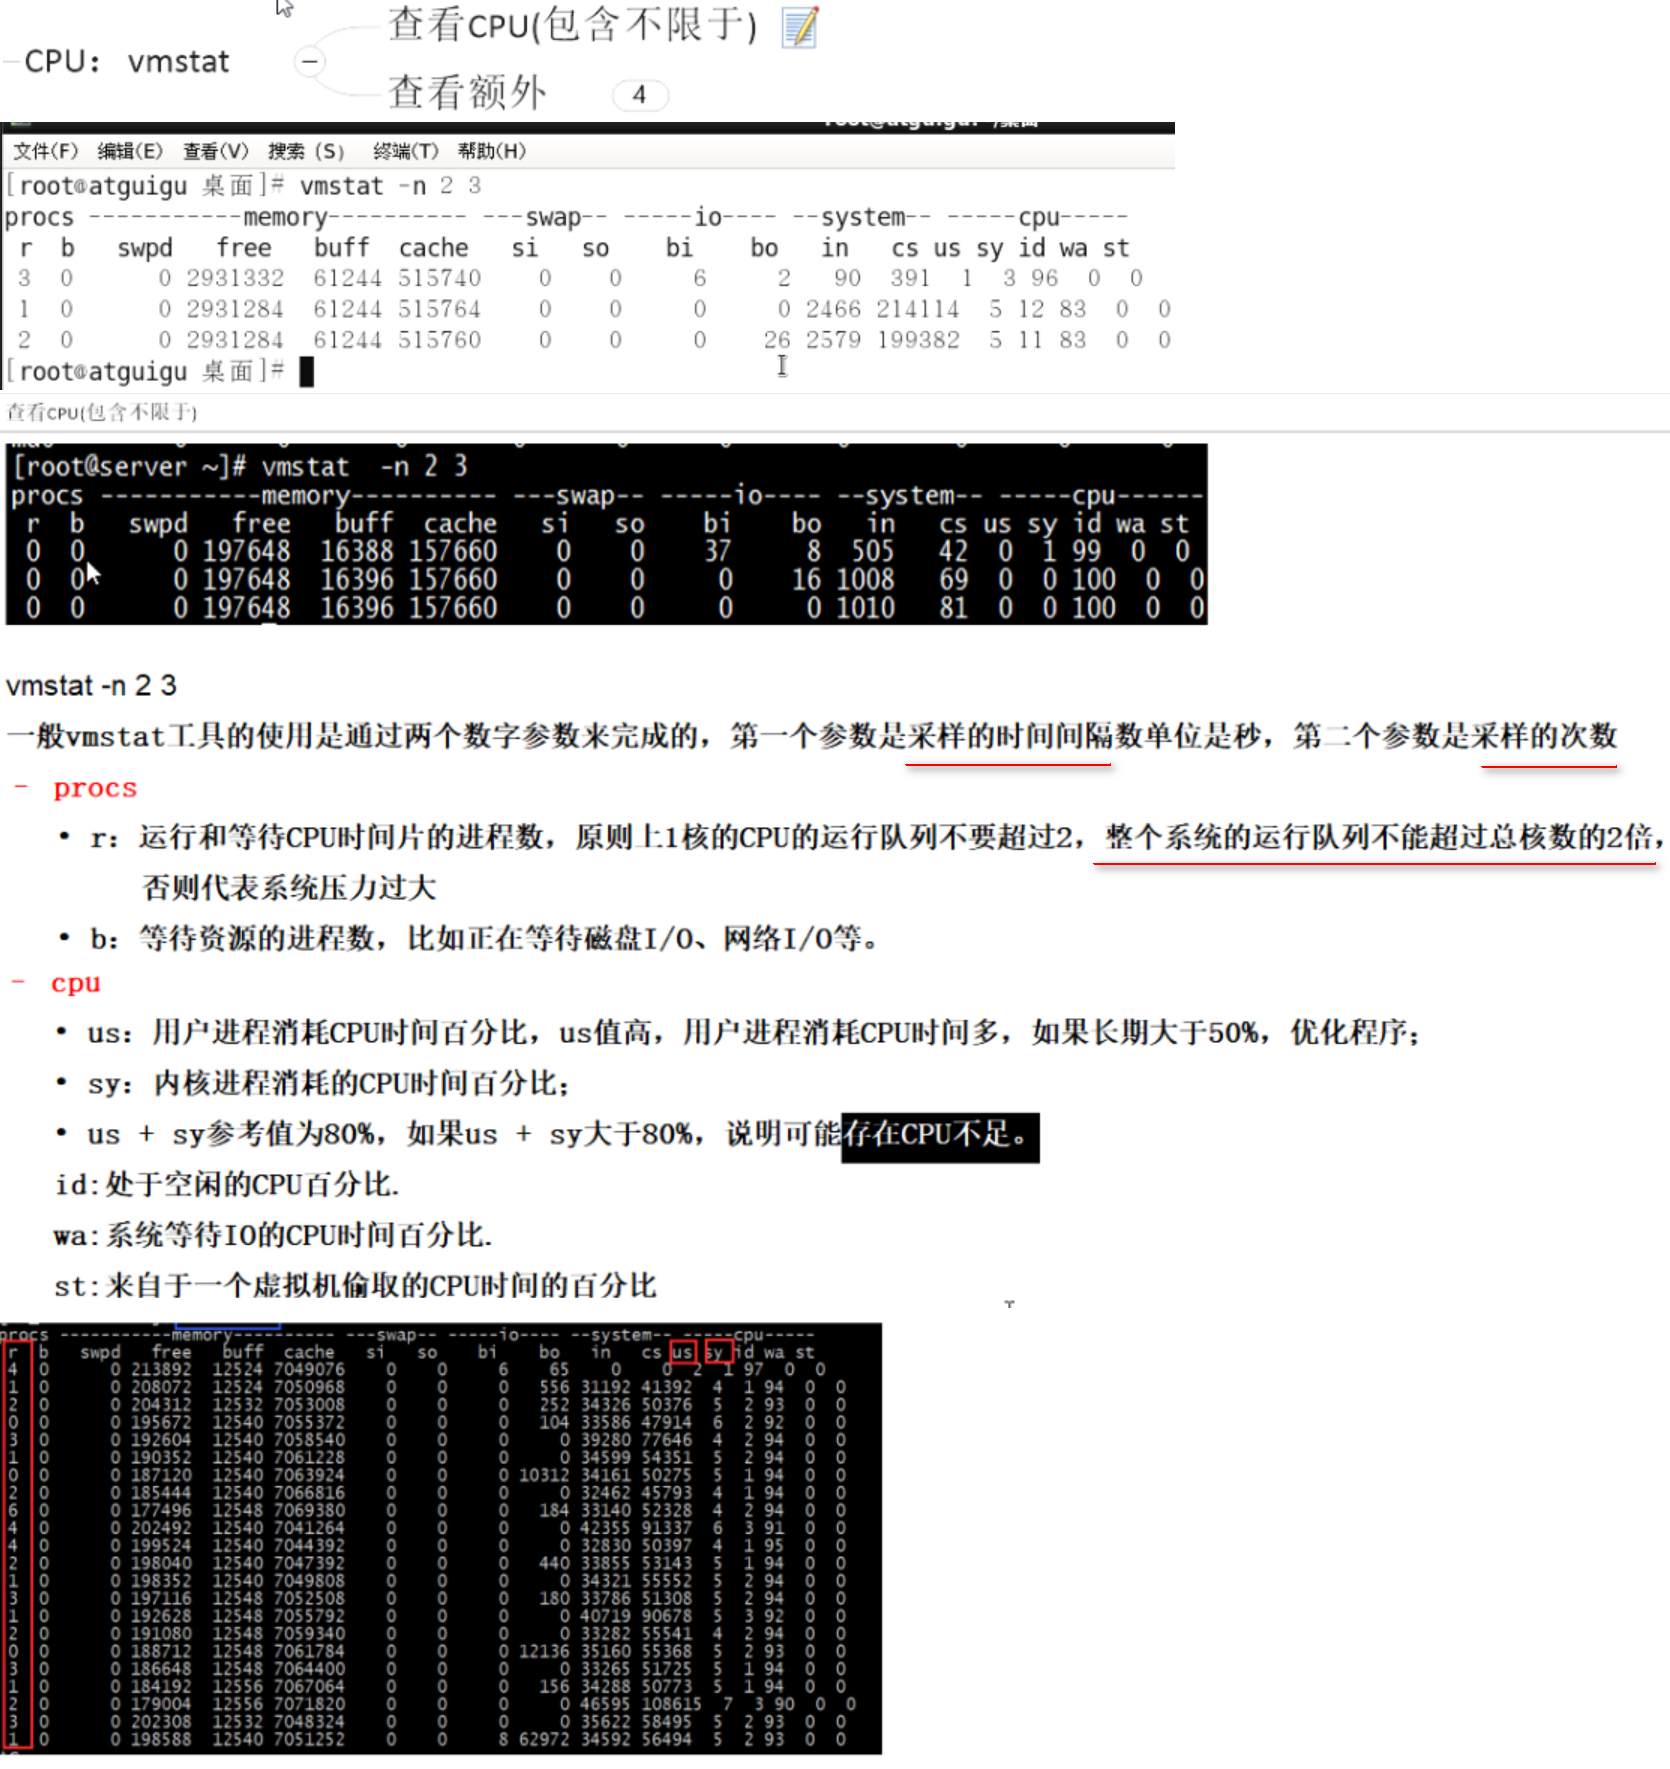 查看CPU(包含不限于)
CPU： vmstat
查看额外 4
文件(F) 编辑(E) 查看(V) 搜索 (S) 终端(T) 帮助(H)
[root@atguigu 桌面]# vmstat -n 2 3
procs -----------memory---------- ---swap-- -----io---- --system-- -----cpu-----
r b swpd free buff cache si so bi bo in cs us sy id wa st
3 0 0 2931332 61244 515740 0 0 6 2 90 391 1 3 96 0 0
1 0 0 2931284 61244 515764 0 0 0 0 2466 214114 5 12 83 0 0
2 0 0 2931284 61244 515760 0 0 0 26 2579 199382 5 11 83 0 0
[root@atguigu 桌面]#
查看CPU(包含不限于)
[root@server ~]# vmstat -n 2 3
procs -----------memory---------- ---swap-- -----io---- --system-- -----cpu------
r b swpd free buff cache si so bi bo in cs us sy id wa st
0 0 0 197648 16388 157660 0 0 37 8 505 42 0 1 99 0 0
0 0 0 197648 16396 157660 0 0 0 16 1008 69 0 0 100 0 0
0 0 0 197648 16396 157660 0 0 0 0 1010 81 0 0 100 0 0
vmstat -n 2 3
一般vmstat工具的使用是通过两个数字参数来完成的，第一个参数是采样的时间间隔数单位是秒，第二个参数是采样的次数
- procs
• r：运行和等待CPU时间片的进程数，原则上1核的CPU的运行队列不要超过2，整个系统的运行队列不能超过总核数的2倍，
否则代表系统压力过大
• b：等待资源的进程数，比如正在等待磁盘I/O、网络I/O等。
- cpu
• us：用户进程消耗CPU时间百分比，us值高，用户进程消耗CPU时间多，如果长期大于50%，优化程序；
• sy：内核进程消耗的CPU时间百分比；
• us + sy参考值为80%，如果us + sy大于80%，说明可能存在CPU不足。
id:处于空闲的CPU百分比.
wa:系统等待IO的CPU时间百分比.
st:来自于一个虚拟机偷取的CPU时间的百分比
procs -----------memory---------- ---swap-- -----io---- --system-- -----cpu-----
r b swpd free buff cache si so bi bo in cs us sy id wa st
4 0 0 213892 12524 7049076 0 0 6 65 0 0 2 1 97 0 0
1 0 0 208072 12524 7050968 0 0 0 556 31192 41392 4 1 94 0 0
2 0 0 204312 12532 7053008 0 0 0 252 34326 50376 5 2 93 0 0
0 0 0 195672 12540 7055372 0 0 0 104 33586 47914 6 2 92 0 0
3 0 0 192604 12540 7058540 0 0 0 0 39280 77646 4 2 94 0 0
1 0 0 190352 12540 7061228 0 0 0 0 34599 54351 5 2 94 0 0
0 0 0 187120 12540 7063924 0 0 0 10312 34161 50275 5 1 94 0 0
2 0 0 185444 12540 7066816 0 0 0 0 32462 45793 4 1 94 0 0
6 0 0 177496 12548 7069380 0 0 0 184 33140 52328 4 2 94 0 0
4 0 0 202492 12540 7041264 0 0 0 0 42355 91337 6 3 91 0 0
4 0 0 199524 12540 7044392 0 0 0 0 32830 50397 4 1 95 0 0
2 0 0 198040 12540 7047392 0 0 0 440 33855 53143 5 1 94 0 0
1 0 0 198352 12540 7049808 0 0 0 0 34321 55552 5 2 94 0 0
3 0 0 197116 12548 7052508 0 0 0 180 33786 51308 5 2 94 0 0
1 0 0 192628 12548 7055792 0 0 0 0 40719 90678 5 3 92 0 0
2 0 0 191080 12548 7059340 0 0 0 0 33282 55541 4 2 94 0 0
0 0 0 188712 12548 7061784 0 0 0 12136 35160 55368 5 2 93 0 0
3 0 0 186648 12548 7064400 0 0 0 0 33265 51725 5 1 94 0 0
1 0 0 184192 12556 7067064 0 0 0 156 34288 50773 5 1 94 0 0
2 0 0 179004 12556 7071820 0 0 0 0 46595 108615 7 3 90 0 0
3 0 0 202308 12532 7048324 0 0 0 0 35622 58495 5 2 93 0 0
1 0 0 198588 12540 7051252 0 0 8 62972 34592 56494 5 2 93 0 0